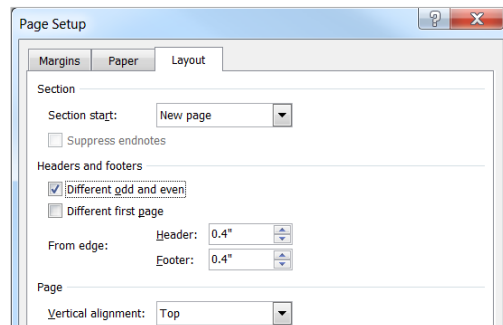 Page Setup
Margins Paper Layout
Section
Section start: New page
Suppress endnotes
Headers and footers
Different odd and even
Different first page
From edge: Header: 0.4"
Footer: 0.4"
Page
Vertical alignment: Top